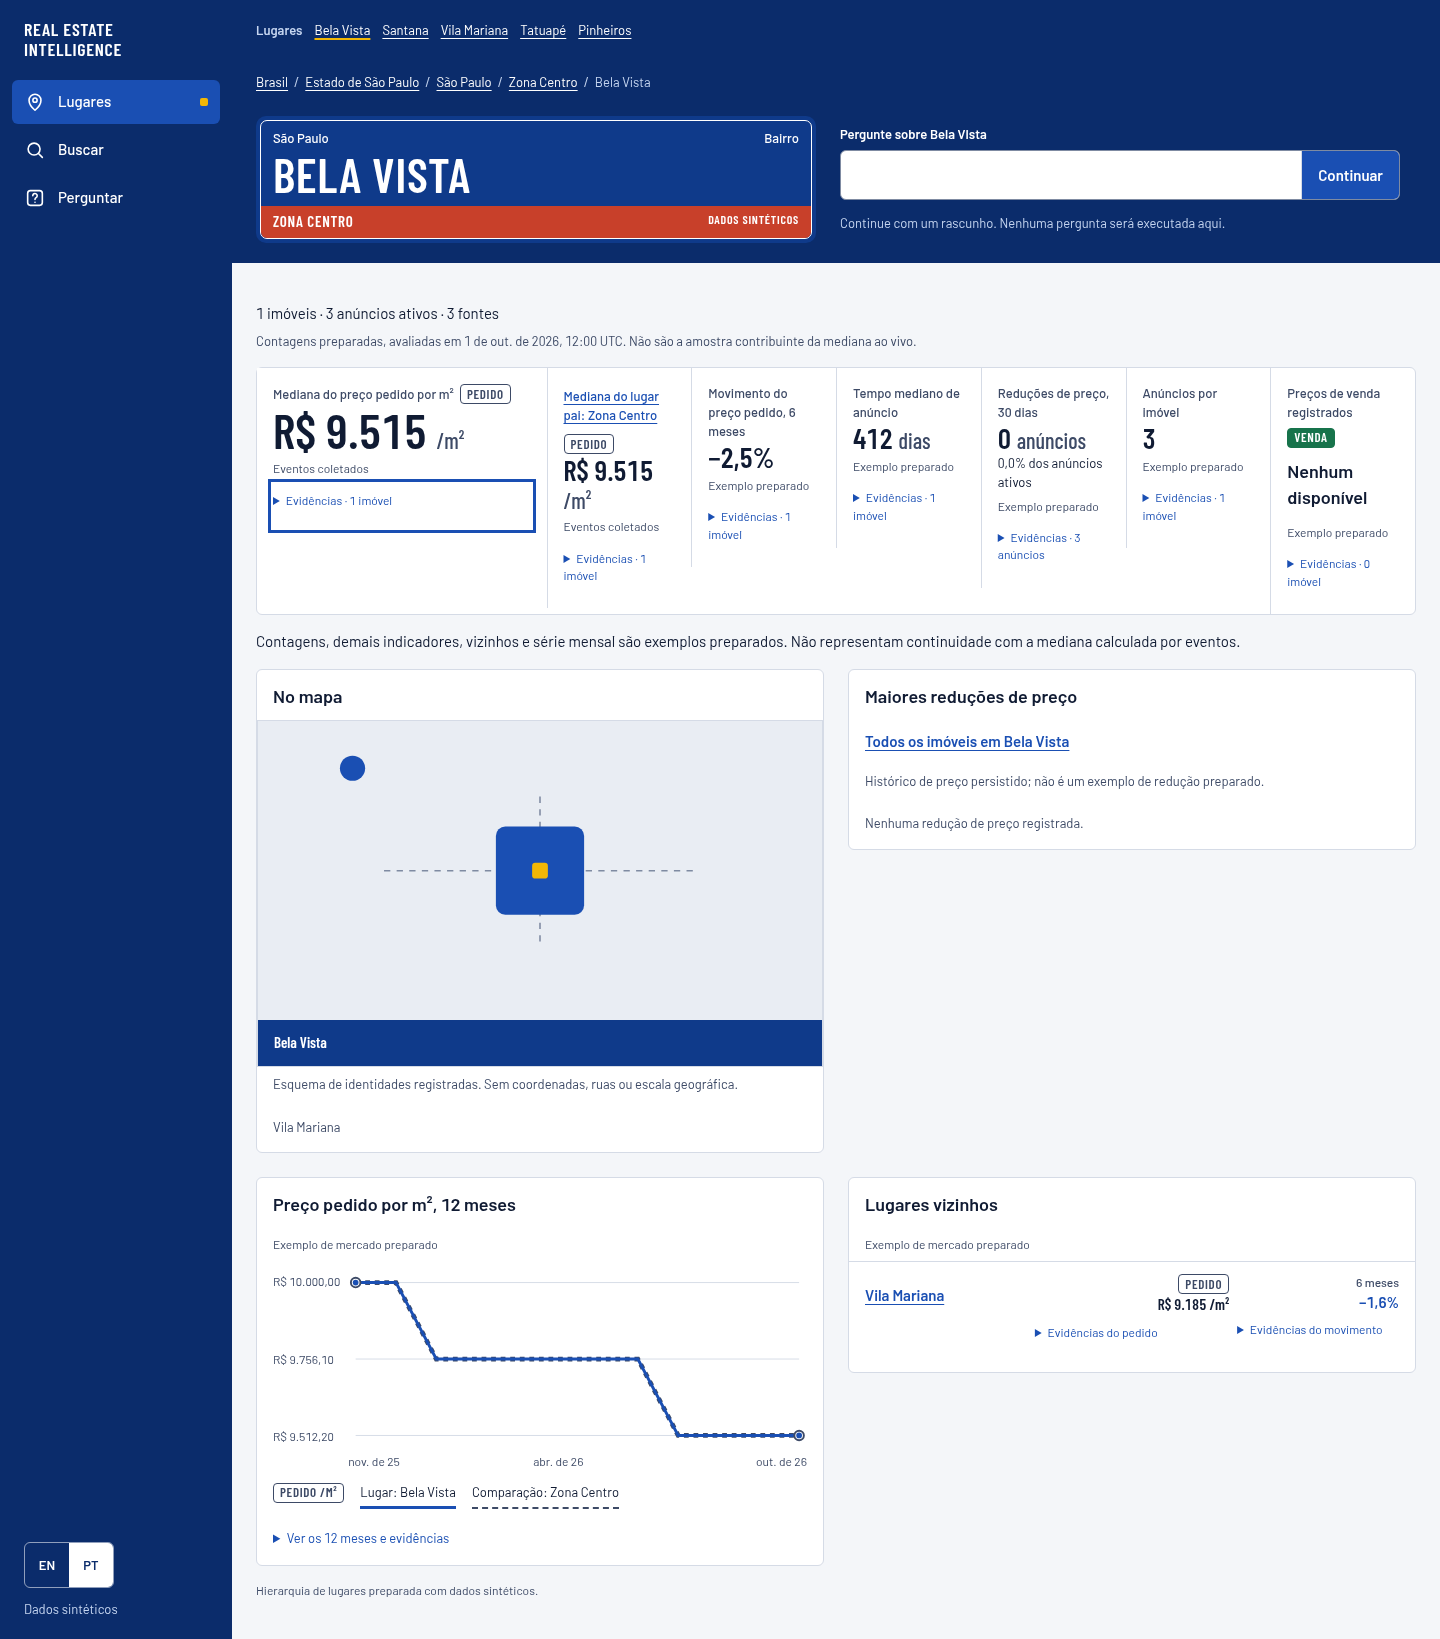 REAL ESTATE
INTELLIGENCE
Lugares
Buscar
Perguntar
EN
PT
Dados sintéticos
Lugares Bela Vista Santana Vila Mariana Tatuapé Pinheiros
Brasil / Estado de São Paulo / São Paulo / Zona Centro / Bela Vista
São Paulo
Bairro
BELA VISTA
ZONA CENTRO
DADOS SINTÉTICOS
Pergunte sobre Bela Vista
Continuar
Continue com um rascunho. Nenhuma pergunta será executada aqui.
1 imóveis · 3 anúncios ativos · 3 fontes
Contagens preparadas, avaliadas em 1 de out. de 2026, 12:00 UTC. Não são a amostra contribuinte da mediana ao vivo.
Mediana do preço pedido por m² PEDIDO
R$ 9.515 /m²
Eventos coletados
Evidências · 1 imóvel
Mediana do lugar
pai: Zona Centro
PEDIDO
R$ 9.515
/m²
Eventos coletados
Evidências · 1
imóvel
Movimento do
preço pedido, 6
meses
−2,5%
Exemplo preparado
Evidências · 1
imóvel
Tempo mediano de
anúncio
412 dias
Exemplo preparado
Evidências · 1
imóvel
Reduções de preço,
30 dias
0 anúncios
0,0% dos anúncios
ativos
Exemplo preparado
Evidências · 3
anúncios
Anúncios por
imóvel
3
Exemplo preparado
Evidências · 1
imóvel
Preços de venda
registrados
VENDA
Nenhum
disponível
Exemplo preparado
Evidências · 0
imóvel
Contagens, demais indicadores, vizinhos e série mensal são exemplos preparados. Não representam continuidade com a mediana calculada por eventos.
No mapa
Bela Vista
Esquema de identidades registradas. Sem coordenadas, ruas ou escala geográfica.
Vila Mariana
Maiores reduções de preço
Todos os imóveis em Bela Vista
Histórico de preço persistido; não é um exemplo de redução preparado.
Nenhuma redução de preço registrada.
Preço pedido por m², 12 meses
Exemplo de mercado preparado
R$ 10.000,00
R$ 9.756,10
R$ 9.512,20
nov. de 25
abr. de 26
out. de 26
PEDIDO /M²
Lugar: Bela Vista
Comparação: Zona Centro
Ver os 12 meses e evidências
Lugares vizinhos
Exemplo de mercado preparado
Vila Mariana
PEDIDO
R$ 9.185 /m²
Evidências do pedido
6 meses
−1,6%
Evidências do movimento
Hierarquia de lugares preparada com dados sintéticos.